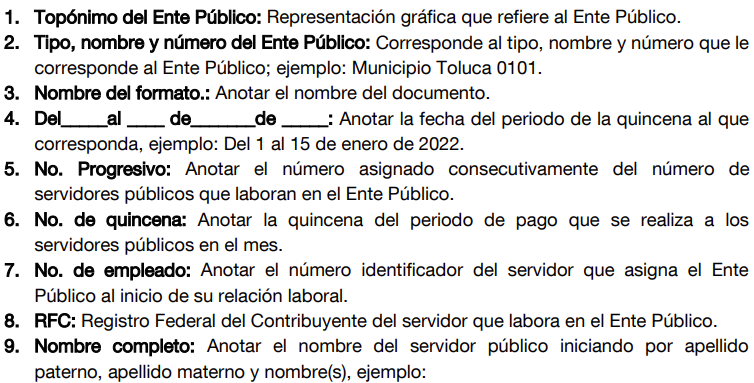 1. Topónimo del Ente Público: Representación gráfica que refiere al Ente Público.
2. Tipo, nombre y número del Ente Público: Corresponde al tipo, nombre y número que le
corresponde al Ente Público; ejemplo: Municipio Toluca 0101.
3. Nombre del formato.: Anotar el nombre del documento.
4. Del_____al ____ de_______de _____: Anotar la fecha del periodo de la quincena al que
corresponda, ejemplo: Del 1 al 15 de enero de 2022.
5. No. Progresivo: Anotar el número asignado consecutivamente del número de
servidores públicos que laboran en el Ente Público.
6. No. de quincena: Anotar la quincena del periodo de pago que se realiza a los
servidores públicos en el mes.
7. No. de empleado: Anotar el número identificador del servidor que asigna el Ente
Público al inicio de su relación laboral.
8. RFC: Registro Federal del Contribuyente del servidor que labora en el Ente Público.
9. Nombre completo: Anotar el nombre del servidor público iniciando por apellido
paterno, apellido materno y nombre(s), ejemplo: